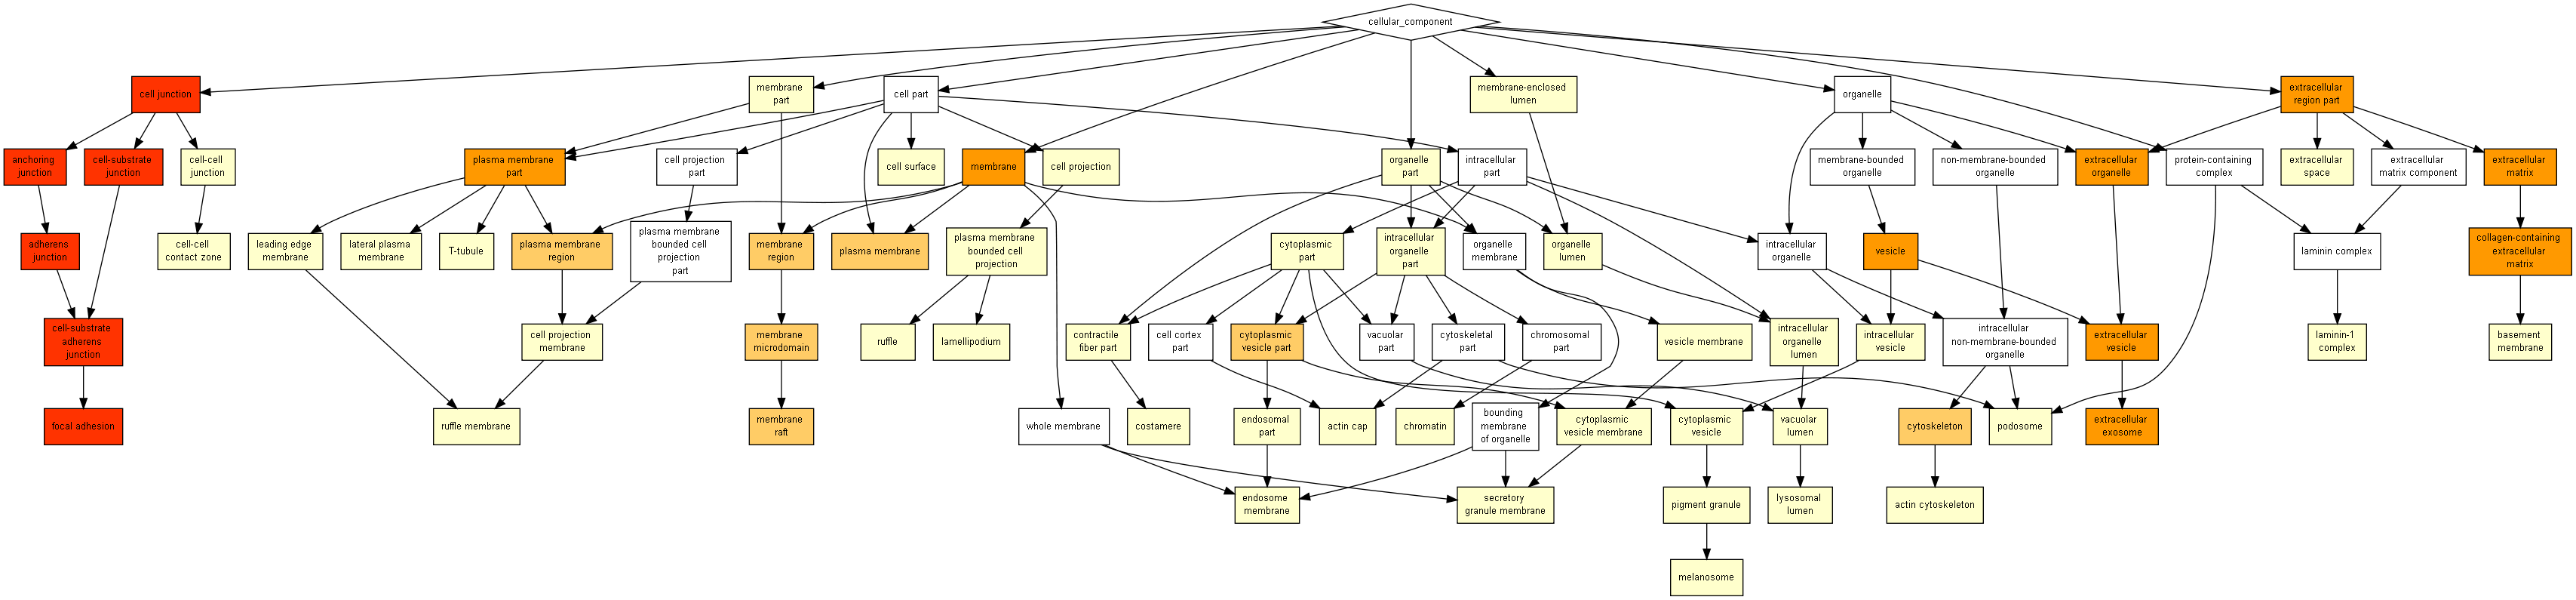 cellular_component
cell junction
membrane
part
cell part
membrane-enclosed
lumen
organelle
extracellular
region part
anchoring
junction
cell-substrate
junction
cell-cell
junction
plasma membrane
part
cell projection
part
cell surface
membrane
cell projection
organelle
part
intracellular
part
membrane-bounded
organelle
non-membrane-bounded
organelle
extracellular
organelle
protein-containing
complex
extracellular
space
extracellular
matrix component
extracellular
matrix
adherens
junction
cell-cell
contact zone
leading edge
membrane
lateral plasma
membrane
T-tubule
plasma membrane
region
plasma membrane
bounded cell
projection
part
membrane
region
plasma membrane
plasma membrane
bounded cell
projection
cytoplasmic
part
intracellular
organelle
part
organelle
membrane
organelle
lumen
intracellular
organelle
vesicle
laminin complex
collagen-containing
extracellular
matrix
cell-substrate
adherens
junction
cell projection
membrane
membrane
microdomain
ruffle
lamellipodium
contractile
fiber part
cell cortex
part
cytoplasmic
vesicle part
vacuolar
part
cytoskeletal
part
chromosomal
part
vesicle membrane
intracellular
organelle
lumen
intracellular
vesicle
intracellular
non-membrane-bounded
organelle
extracellular
vesicle
laminin-1
complex
basement
membrane
focal adhesion
ruffle membrane
membrane
raft
whole membrane
costamere
endosomal
part
actin cap
chromatin
bounding
membrane
of organelle
cytoplasmic
vesicle membrane
cytoplasmic
vesicle
vacuolar
lumen
cytoskeleton
podosome
extracellular
exosome
endosome
membrane
secretory
granule membrane
pigment granule
lysosomal
lumen
actin cytoskeleton
melanosome